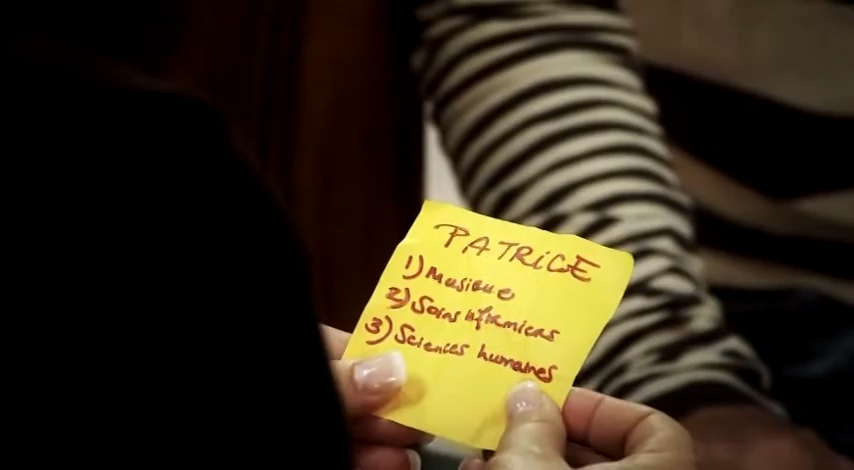 PATRICE
1) Musique
2) Soins infirmiers
3) Sciences humaines